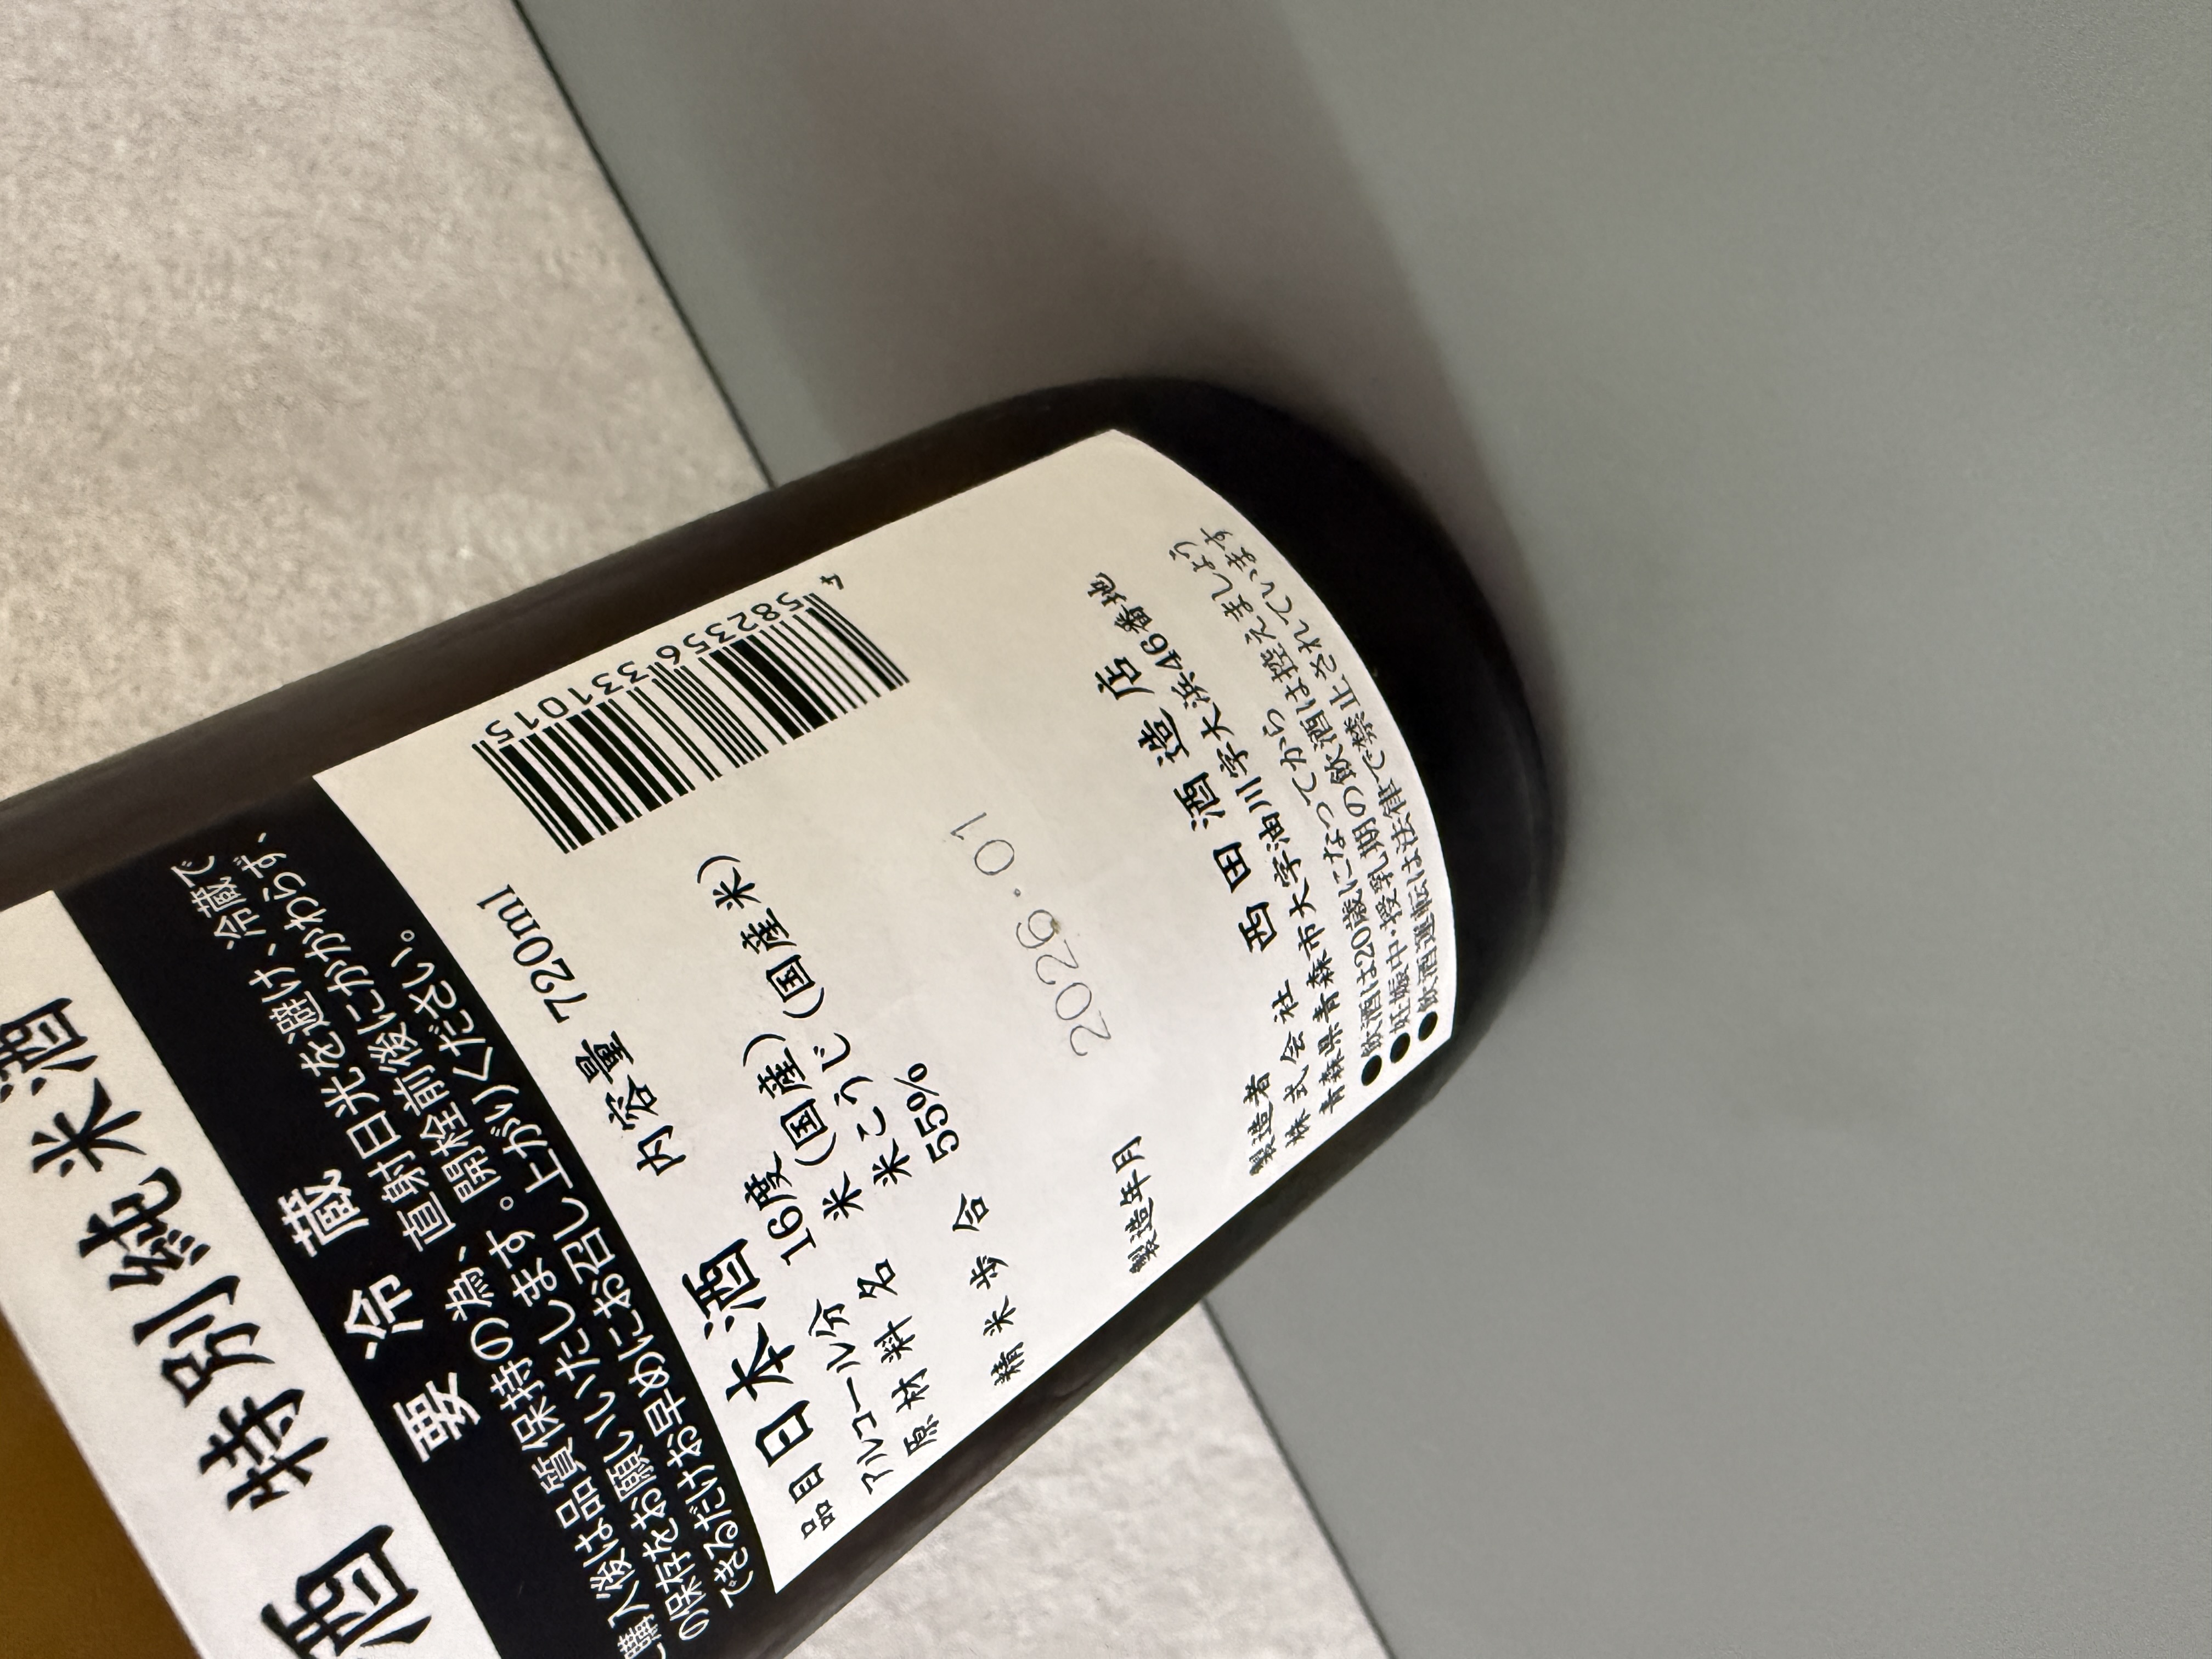 酒 特別純米酒
要冷蔵
ご購入後は品質保持の為、直射日光を避け、冷蔵で
の保存をお願いいたします。開栓前後にかかわらず、
できるだけお早めにお召し上がりください。
品目 日本酒 内容量 720ml
アルコール分 16度
原材料名 米(国産) 米こうじ(国産米)
精米歩合 55%
4 582356 331015
製造年月 2026.01
製造者
株式会社 西田酒造店
青森県青森市大字油川字大浜46番地
●飲酒は20歳になってから
●妊娠中・授乳期の飲酒は控えましょう
●飲酒運転は法律で禁止されています